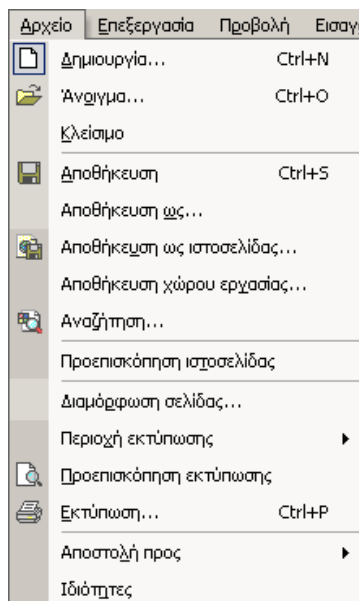 Αρχείο Επεξεργασία Προβολή Εισαγ
Δημιουργία... Ctrl+N
Άνοιγμα... Ctrl+O
Κλείσιμο
Αποθήκευση Ctrl+S
Αποθήκευση ως...
Αποθήκευση ως ιστοσελίδας...
Αποθήκευση χώρου εργασίας...
Αναζήτηση...
Προεπισκόπηση ιστοσελίδας
Διαμόρφωση σελίδας...
Περιοχή εκτύπωσης
Προεπισκόπηση εκτύπωσης
Εκτύπωση... Ctrl+P
Αποστολή προς
Ιδιότητες